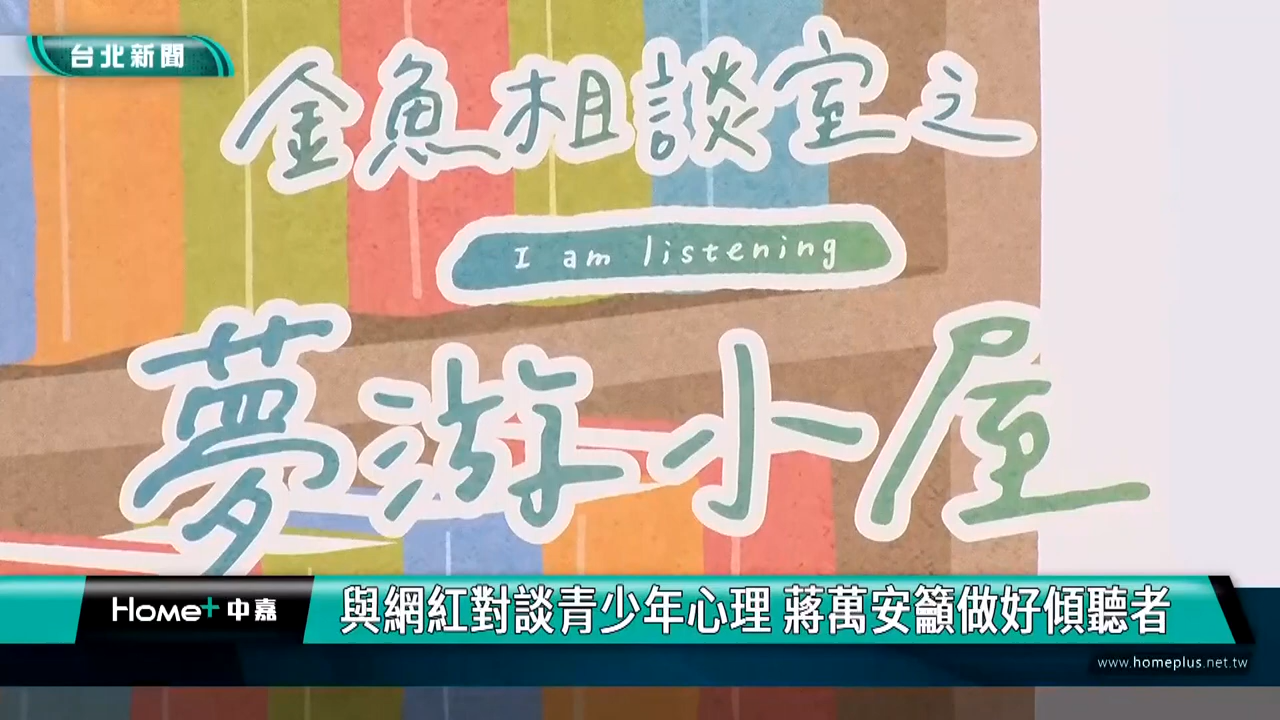 台北新聞
金魚相談室之
I am listening
夢游小屋
Home+ 中嘉
與網紅對談青少年心理 蔣萬安籲做好傾聽者
www.homeplus.net.tw